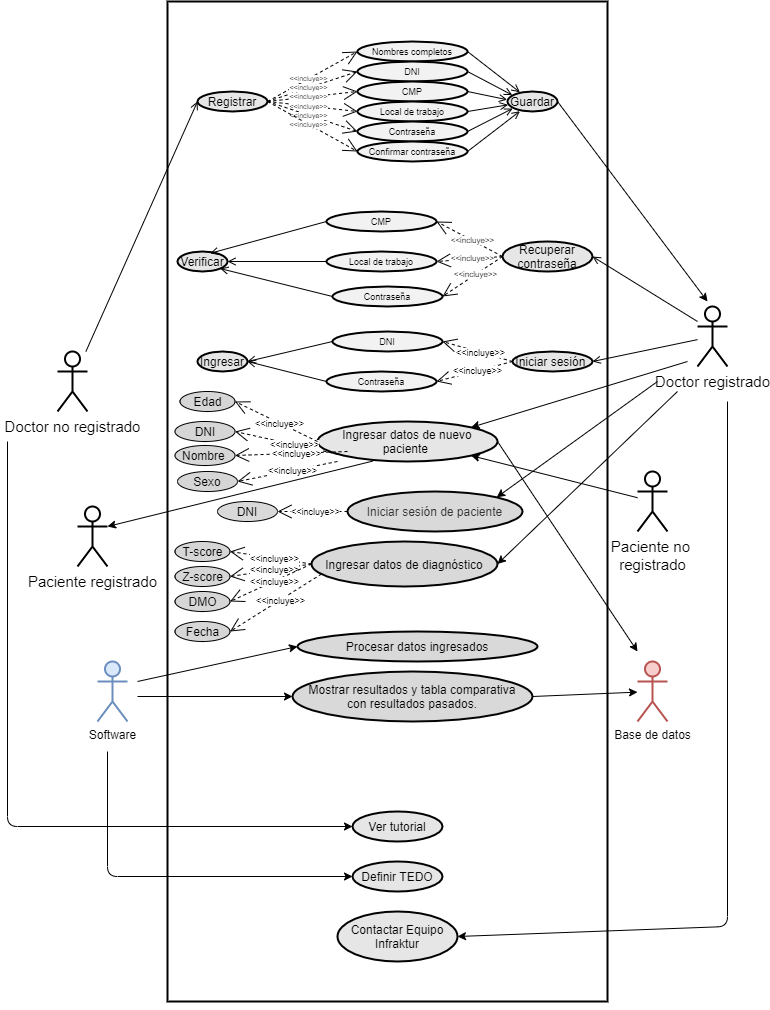 Nombres completos
<<incluye>>
DNI
<<incluye>>
<<incluye>>
Registrar
CMP
Guardar
<<incluye>>
Local de trabajo
<<incluye>>
<<incluye>>
Contraseña
Confirmar contraseña
CMP
<<incluye>>
Recuperar
contraseña
Verificar
Local de trabajo
<<incluye>>
<<incluye>>
Contraseña
DNI
<<incluye>>
Ingresar
Iniciar sesión
<<incluye>>
Contraseña
Doctor registrado
Doctor no registrado
Edad
<<incluye>>
DNI
Ingresar datos de nuevo
paciente
<<incluye>>
Nombre
<<incluye>>
<<incluye>>
Sexo
DNI
<<incluye>>
Iniciar sesión de paciente
Paciente no
registrado
Paciente registrado
T-score
<<incluye>>
Ingresar datos de diagnóstico
Z-score
<<incluye>>
<<incluye>>
DMO
<<incluye>>
Fecha
Procesar datos ingresados
Mostrar resultados y tabla comparativa
con resultados pasados.
Software
Base de datos
Ver tutorial
Definir TEDO
Contactar Equipo
Infraktur